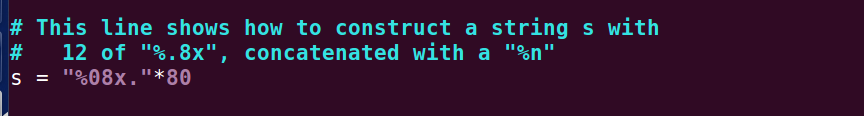 # This line shows how to construct a string s with
#   12 of "%.8x", concatenated with a "%n"
s = "%08x."*80